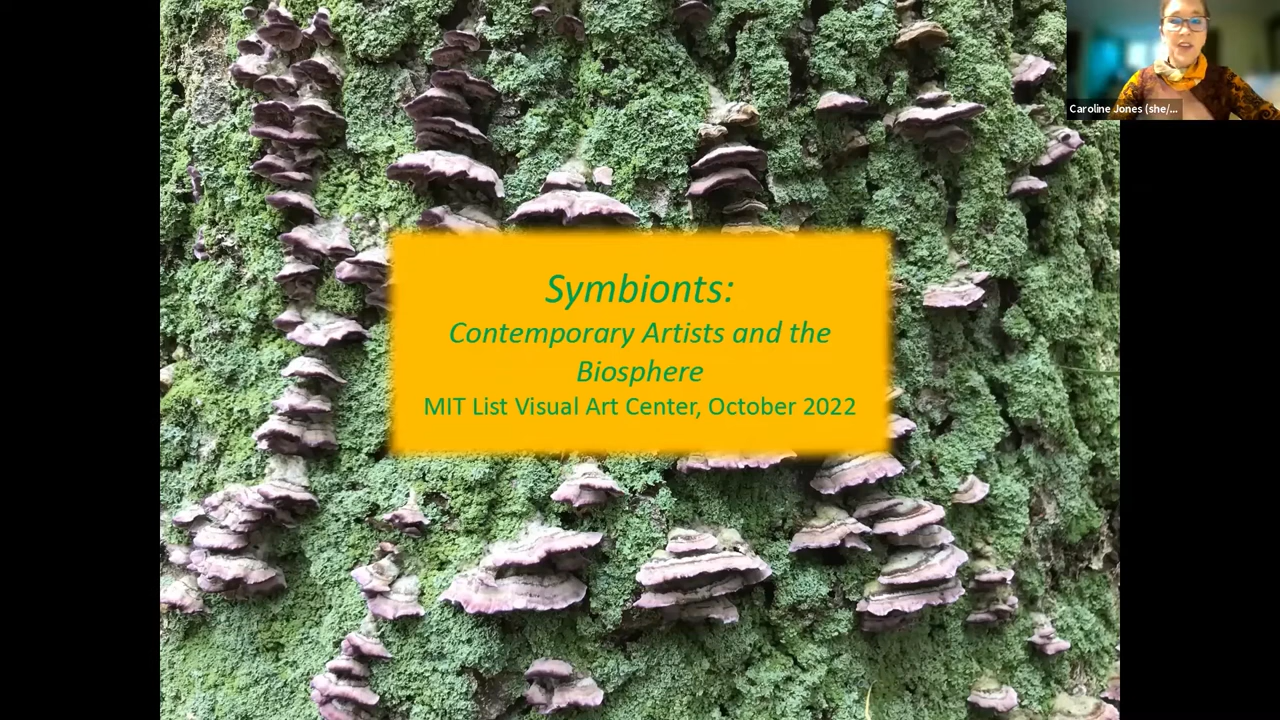 Caroline Jones (she/...
Symbionts:
Contemporary Artists and the
Biosphere
MIT List Visual Art Center, October 2022